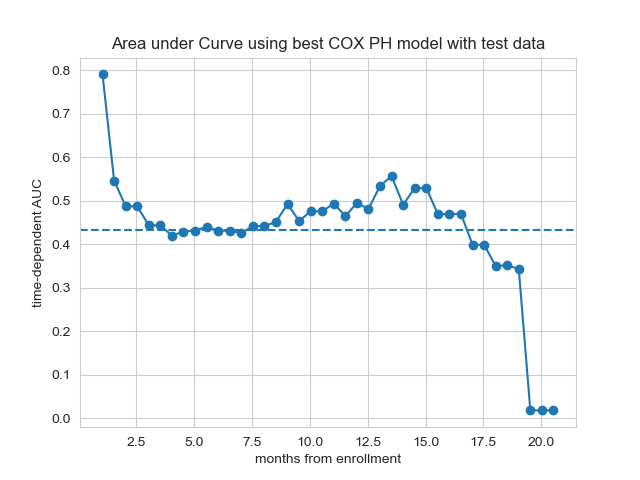 Area under Curve using best COX PH model with test data
time-dependent AUC
0.8
0.7
0.6
0.5
0.4
0.3
0.2
0.1
0.0
2.5 5.0 7.5 10.0 12.5 15.0 17.5 20.0
months from enrollment